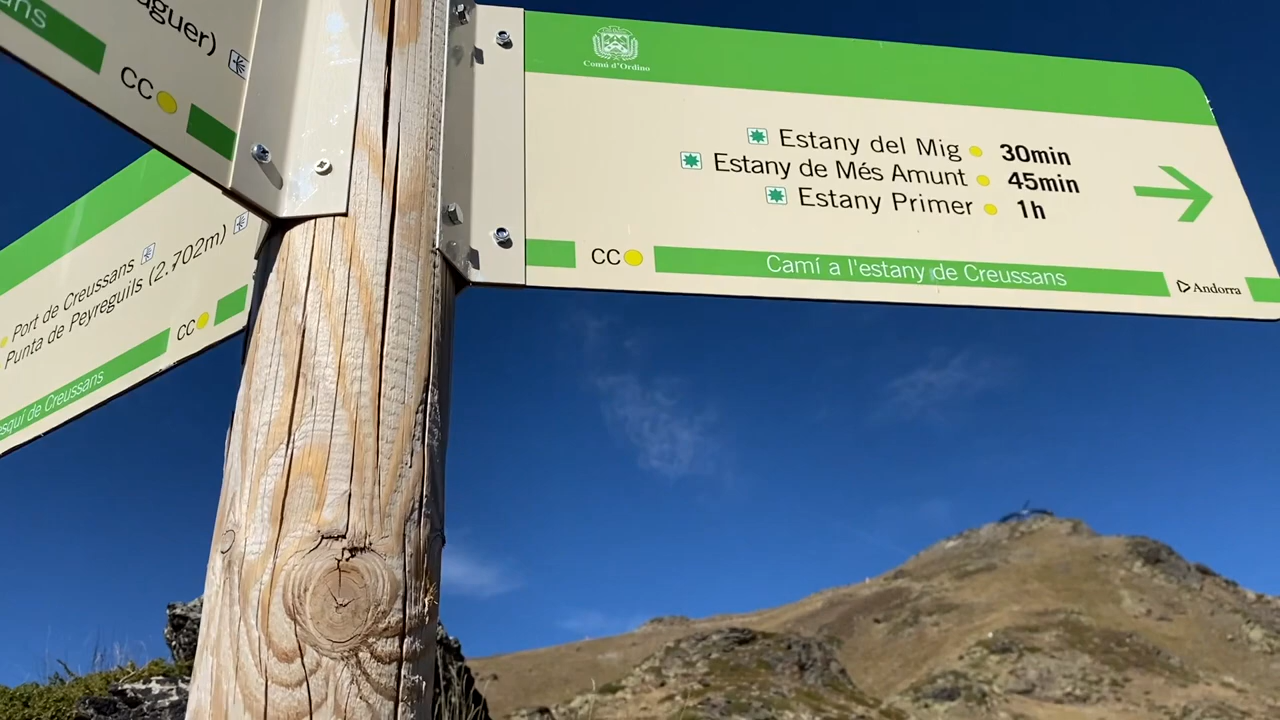 aguer)
CC
Port de Creussans
Punta de Peyreguils (2.702m)
CC
esquí de Creussans
Comú d'Ordino
Estany del Mig 30min
Estany de Més Amunt 45min
Estany Primer 1h
CC
Camí a l'estany de Creussans
Andorra